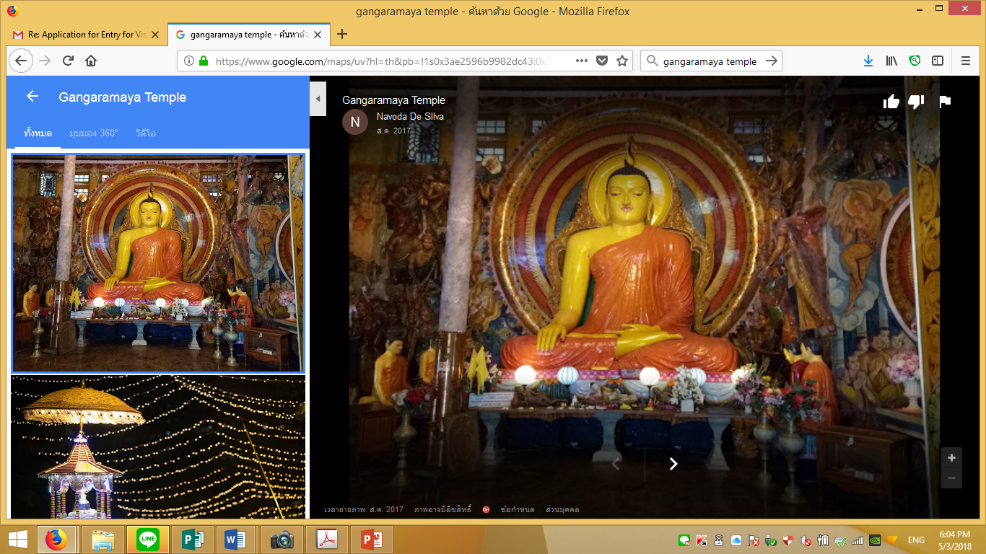 gangaramaya temple - ค้นหาด้วย Google - Mozilla Firefox
Re: Application for Entry for Vis
gangaramaya temple - ค้นหาด้
https://www.google.com/maps/uv?hl=th&pb=!1s0x3ae2596b9982dc43:0x
gangaramaya temple
Gangaramaya Temple
ทั้งหมด มุมมอง 360° วิดีโอ
Gangaramaya Temple
N
Navoda De Silva
ส.ค. 2017
เวลาถ่ายภาพ: ส.ค. 2017 ภาพอาจมีลิขสิทธิ์ ข้อกำหนด ส่วนบุคคล
LINE
ENG
6:04 PM
5/3/2018